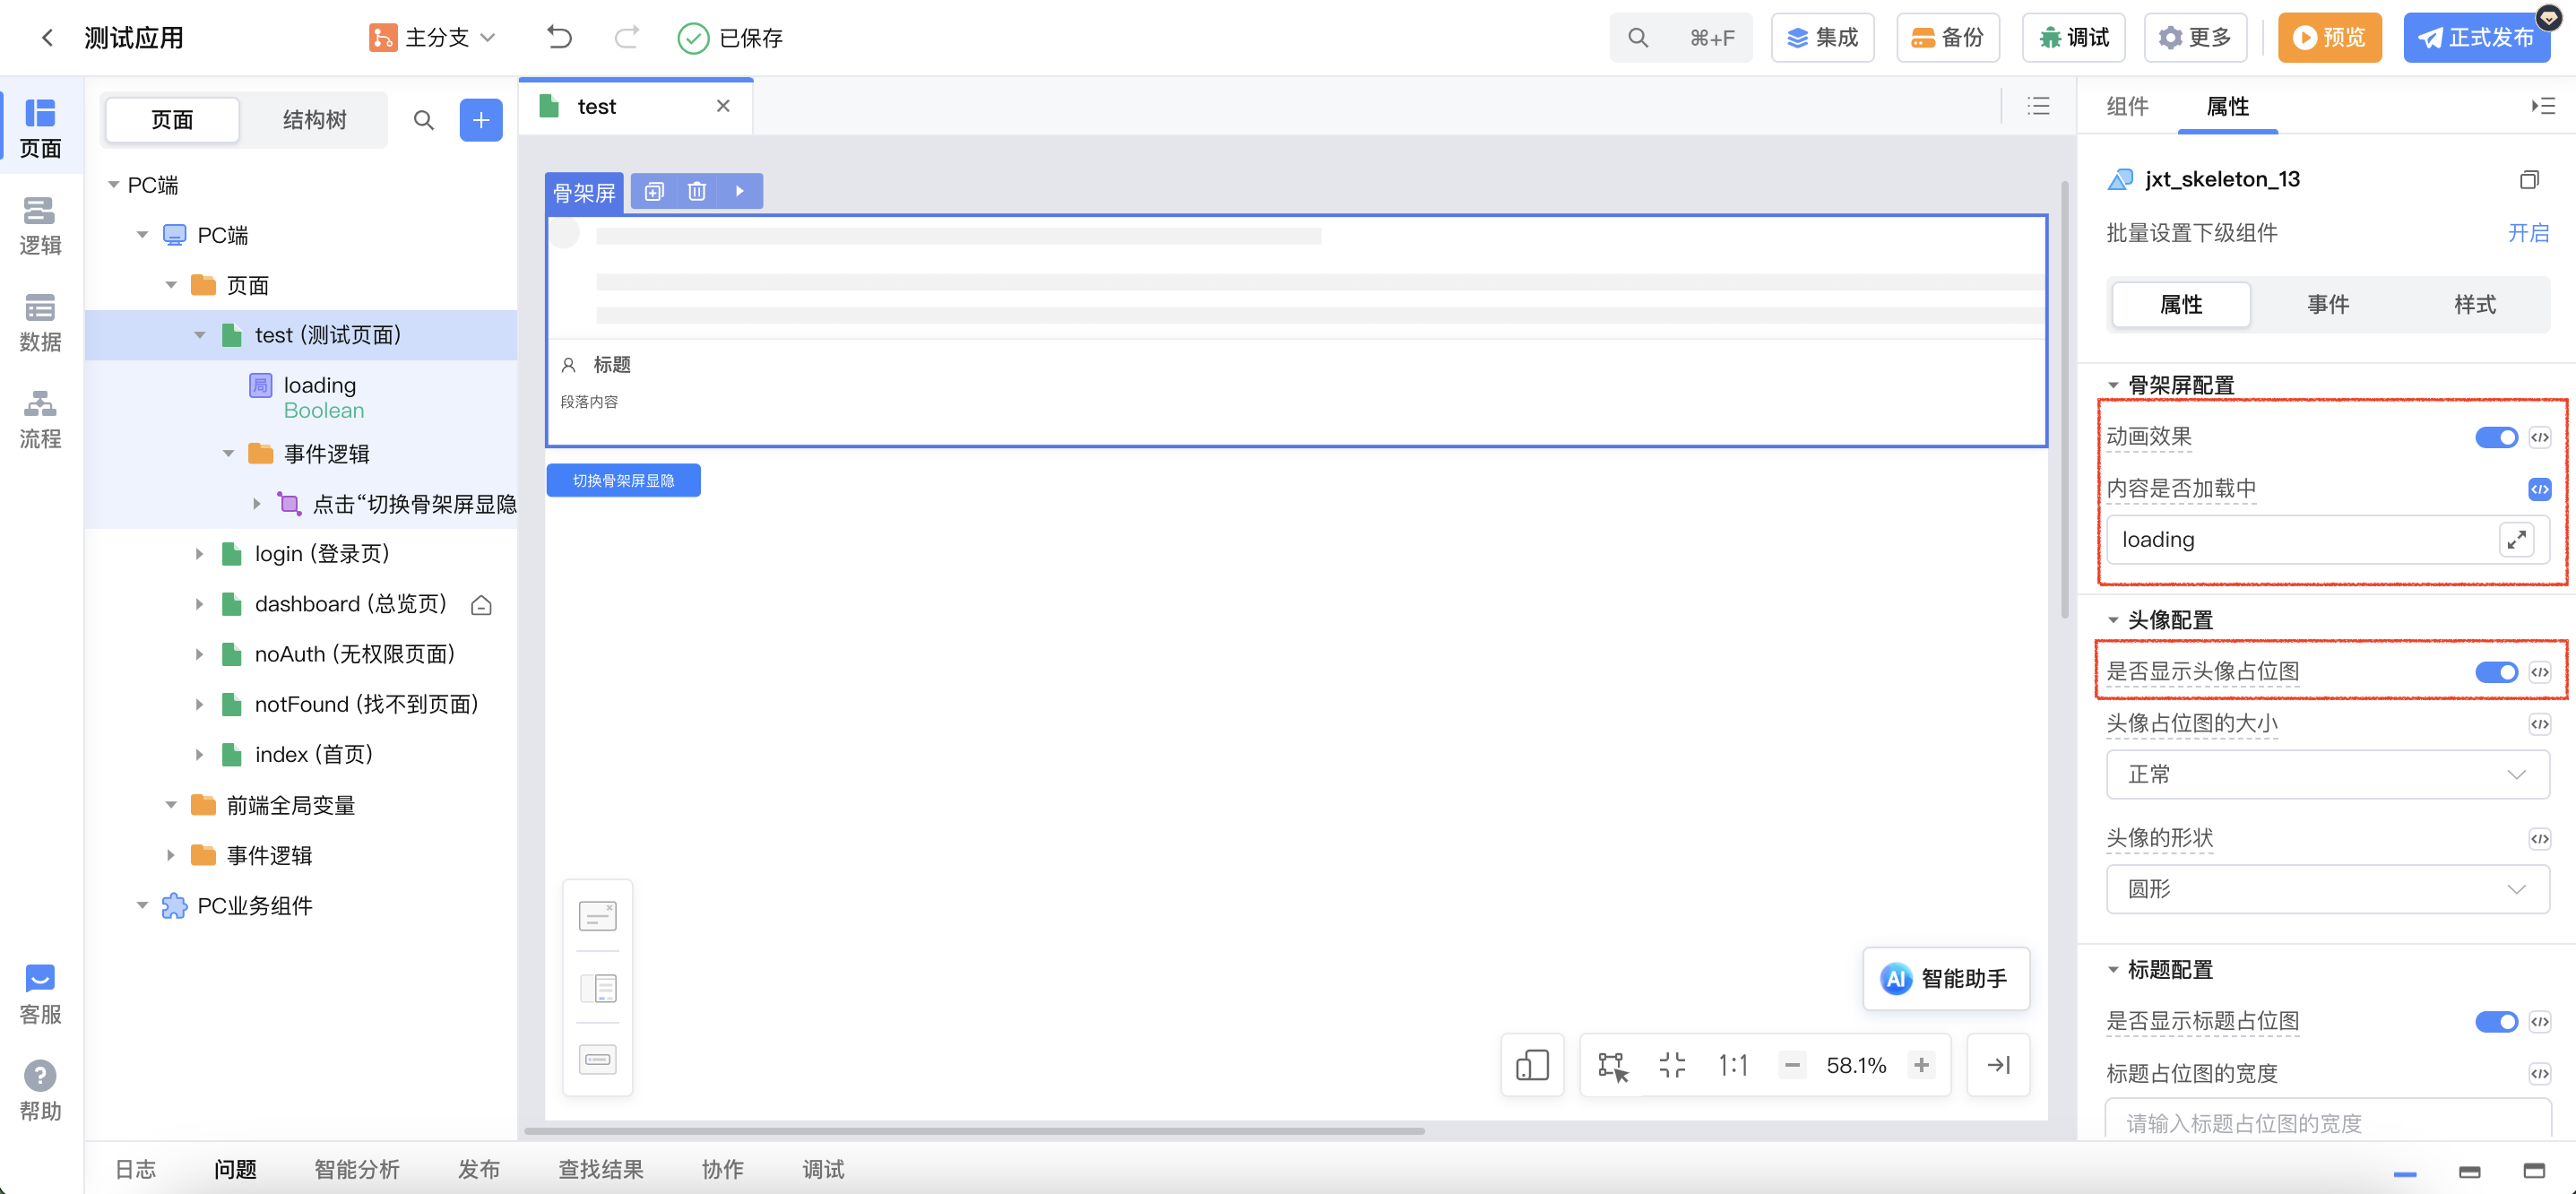 测试应用
主分支
已保存
⌘+F
集成
备份
调试
更多
预览
正式发布
页面
逻辑
数据
流程
客服
帮助
页面
结构树
PC端
PC端
页面
test (测试页面)
局
loading
Boolean
事件逻辑
点击“切换骨架屏显隐
login (登录页)
dashboard (总览页)
noAuth (无权限页面)
notFound (找不到页面)
index (首页)
前端全局变量
事件逻辑
PC业务组件
test
骨架屏
标题
段落内容
切换骨架屏显隐
AI 智能助手
1:1
58.1%
组件
属性
jxt_skeleton_13
批量设置下级组件
开启
属性
事件
样式
骨架屏配置
动画效果
内容是否加载中
loading
头像配置
是否显示头像占位图
头像占位图的大小
正常
头像的形状
圆形
标题配置
是否显示标题占位图
标题占位图的宽度
请输入标题占位图的宽度
日志
问题
智能分析
发布
查找结果
协作
调试